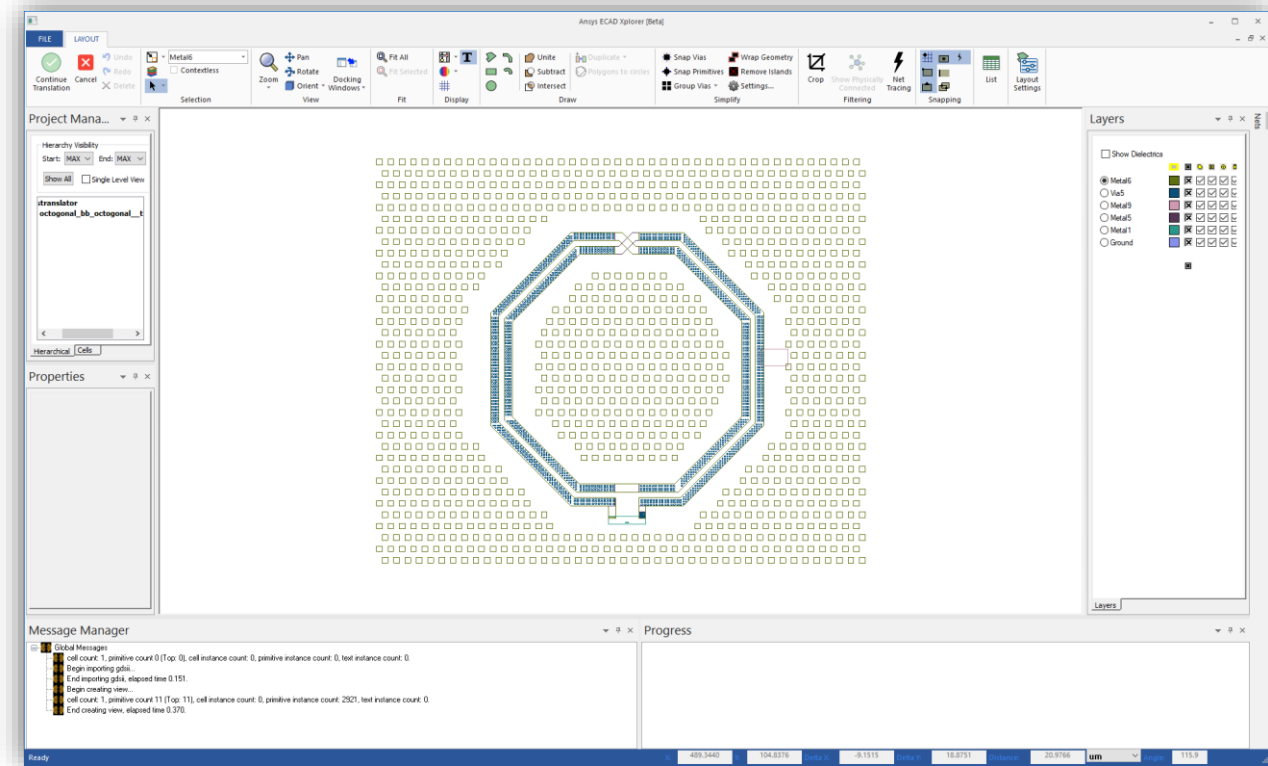 Ansys ECAD Xplorer [Beta]
FILE LAYOUT
Continue Translation
Cancel
Undo
Redo
Delete
Metal6
Contextless
Selection
Zoom
Pan
Rotate
Orient
Docking Windows
View
Fit All
Fit Selected
Fit
T
Display
Unite
Subtract
Intersect
Duplicate
Polygons to circles
Draw
Snap Vias
Snap Primitives
Group Vias
Wrap Geometry
Remove Islands
Settings...
Simplify
Crop
Show Physically Connected
Net Tracing
Filtering
Snapping
List
Layout Settings
Project Mana...
Hierarchy Visibility
Start: MAX End: MAX
Show All Single Level View
translator
octogonal_bb_octogonal__t
Hierarchical Cells
Properties
Layers
Nets
Show Dielectrics
Metal6
Via5
Metal9
Metal5
Metal1
Ground
Layers
Message Manager
Global Messages
cell count: 1, primitive count 0 (Top: 0), cell instance count: 0, primitive instance count: 0, text instance count: 0.
Begin importing gdsii...
End importing gdsii, elapsed time 0.151.
Begin creating view...
cell count: 1, primitive count 11 (Top: 11), cell instance count: 0, primitive instance count: 2921, text instance count: 0.
End creating view, elapsed time 0.370.
Progress
Ready
X: 489.3440 Y: 104.8376 Delta X: -9.1515 Delta Y: 18.8751 Distance: 20.9766 um Angle: 115.9